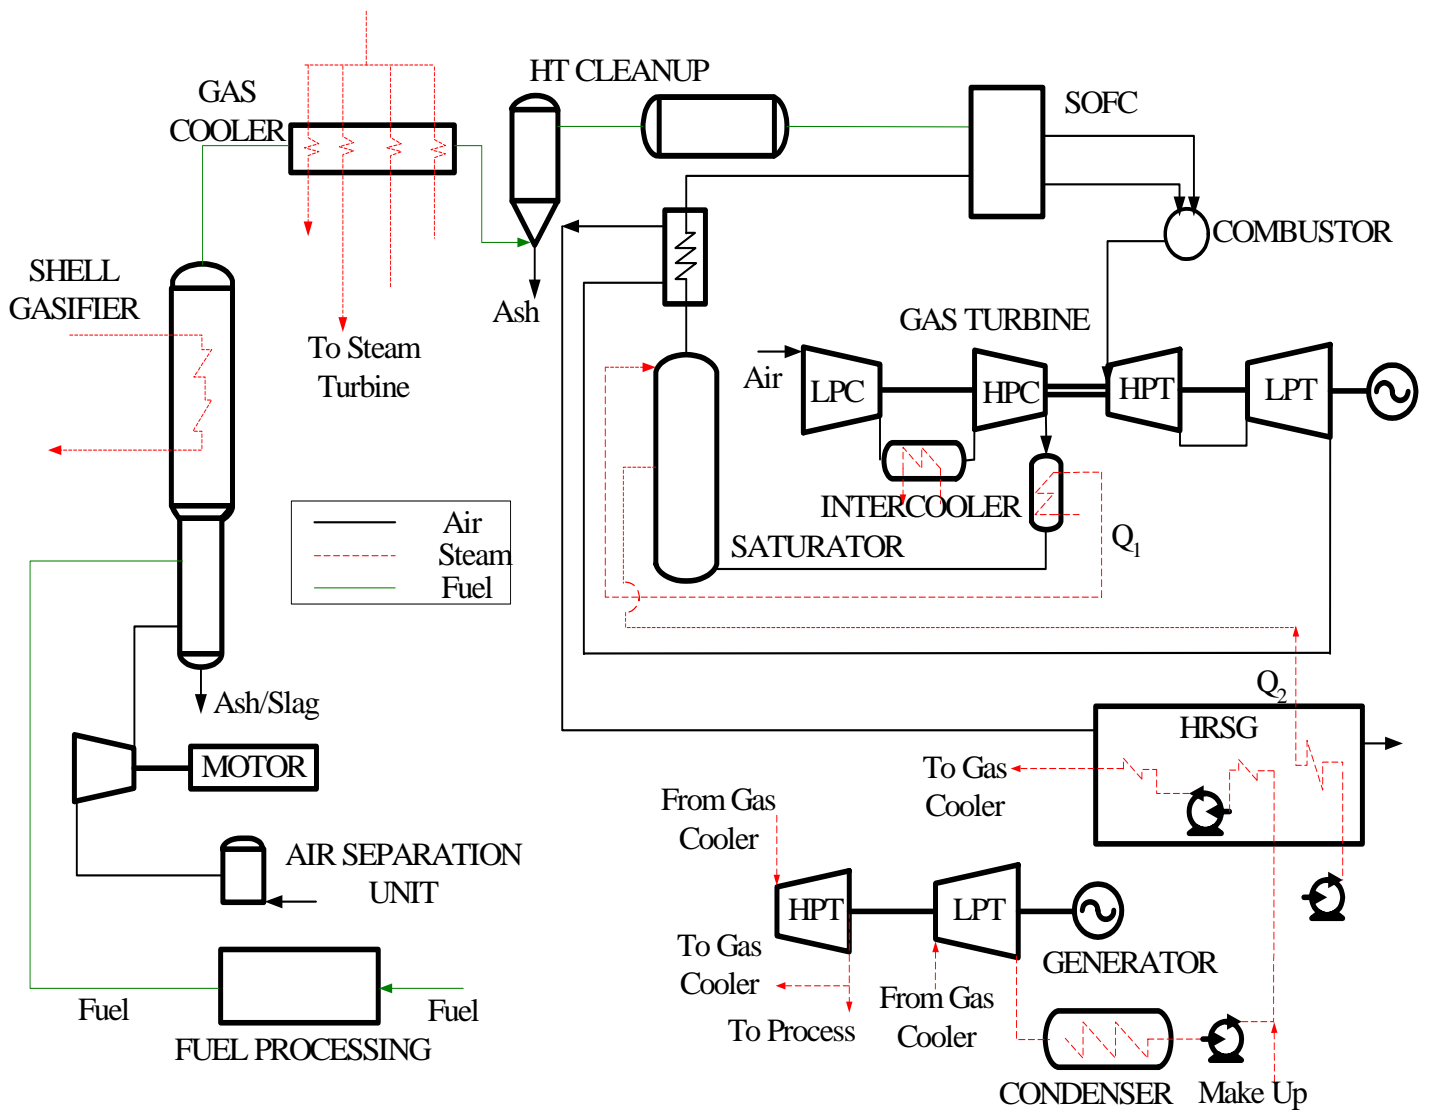 HT CLEANUP
GAS
COOLER
SOFC
COMBUSTOR
SHELL
GASIFIER
Ash
To Steam
Turbine
GAS TURBINE
Air
LPC
HPC
HPT
LPT
INTERCOOLER
SATURATOR
Q1
Air
Steam
Fuel
Ash/Slag
MOTOR
Q2
HRSG
To Gas
Cooler
From Gas
Cooler
AIR SEPARATION
UNIT
HPT
LPT
To Gas
Cooler
GENERATOR
From Gas
Cooler
To Process
Fuel
Fuel
FUEL PROCESSING
CONDENSER
Make Up